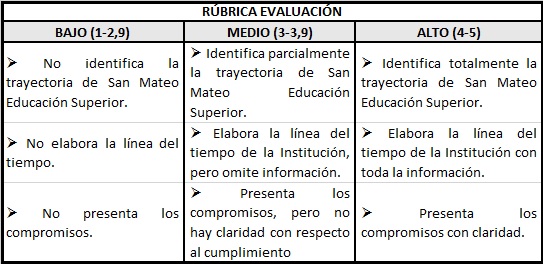 RÚBRICA EVALUACIÓN
BAJO (1-2,9)
MEDIO (3-3,9)
ALTO (4-5)
➢ No identifica la
trayectoria de San Mateo
Educación Superior.
➢ Identifica parcialmente
la trayectoria de San
Mateo Educación
Superior.
➢ Identifica totalmente la
trayectoria de San Mateo
Educación Superior.
➢ No elabora la línea del
tiempo.
➢ Elabora la línea del
tiempo de la Institución,
pero omite información.
➢ Elabora la línea del
tiempo de la Institución con
toda la información.
➢ No presenta los
compromisos.
➢ Presenta los
compromisos, pero no
hay claridad con respecto
al cumplimiento
➢ Presenta los
compromisos con claridad.